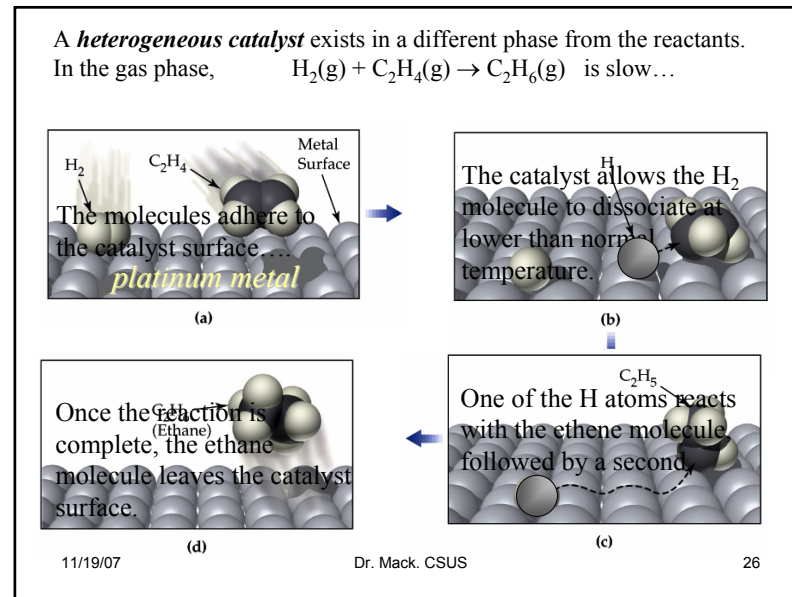 A heterogeneous catalyst exists in a different phase from the reactants.
In the gas phase, H₂(g) + C₂H₄(g) → C₂H₆(g) is slow…
H₂
C₂H₄
Metal
Surface
The molecules adhere to
the catalyst surface….
platinum metal
(a)
H
The catalyst allows the H₂
molecule to dissociate at
lower than normal
temperature.
(b)
C₂H₅
One of the H atoms reacts
with the ethene molecule
followed by a second.
(c)
(Ethane)
Once the reaction is
complete, the ethane
molecule leaves the catalyst
surface.
(d)
11/19/07
Dr. Mack. CSUS
26